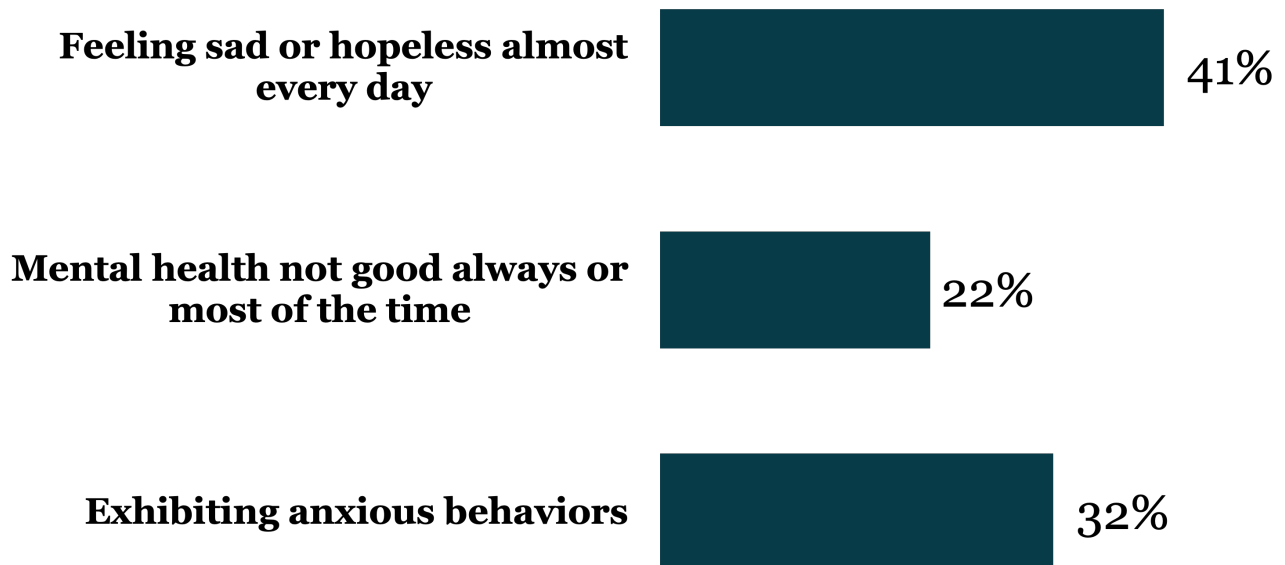 Feeling sad or hopeless almost
every day
41%
Mental health not good always or
most of the time
22%
Exhibiting anxious behaviors
32%